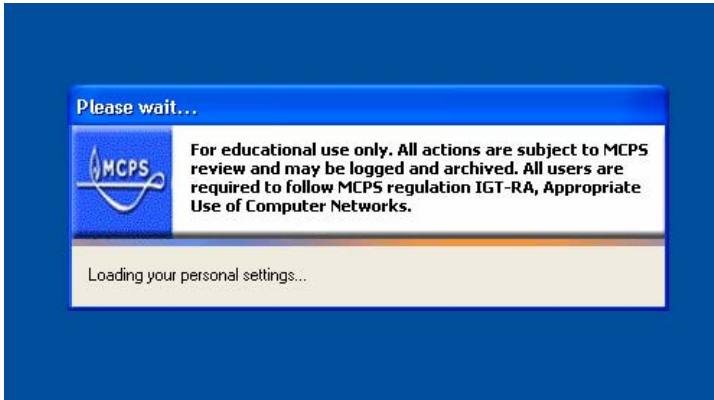 Please wait...
MCPS
For educational use only. All actions are subject to MCPS
review and may be logged and archived. All users are
required to follow MCPS regulation IGT-RA, Appropriate
Use of Computer Networks.
Loading your personal settings...